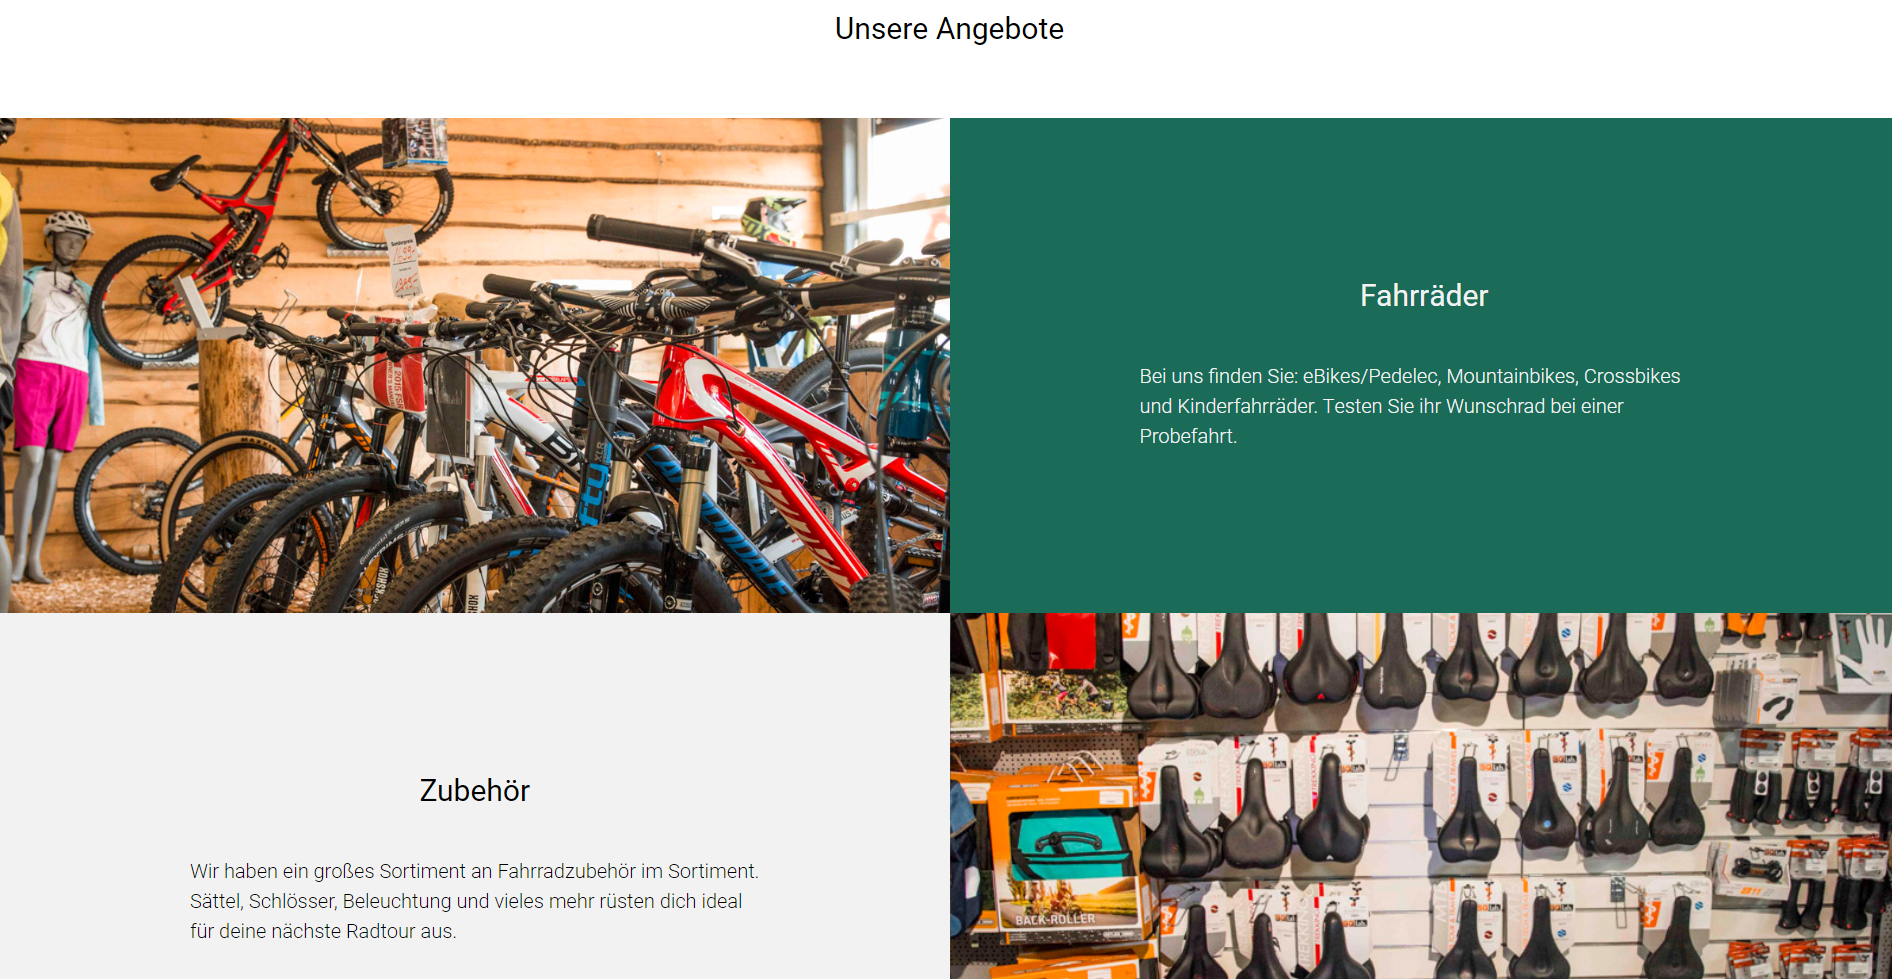 Unsere Angebote
Fahrräder
Bei uns finden Sie: eBikes/Pedelec, Mountainbikes, Crossbikes
und Kinderfahrräder. Testen Sie ihr Wunschrad bei einer
Probefahrt.
Zubehör
Wir haben ein großes Sortiment an Fahrradzubehör im Sortiment.
Sättel, Schlösser, Beleuchtung und vieles mehr rüsten dich ideal
für deine nächste Radtour aus.
BACK-ROLLER